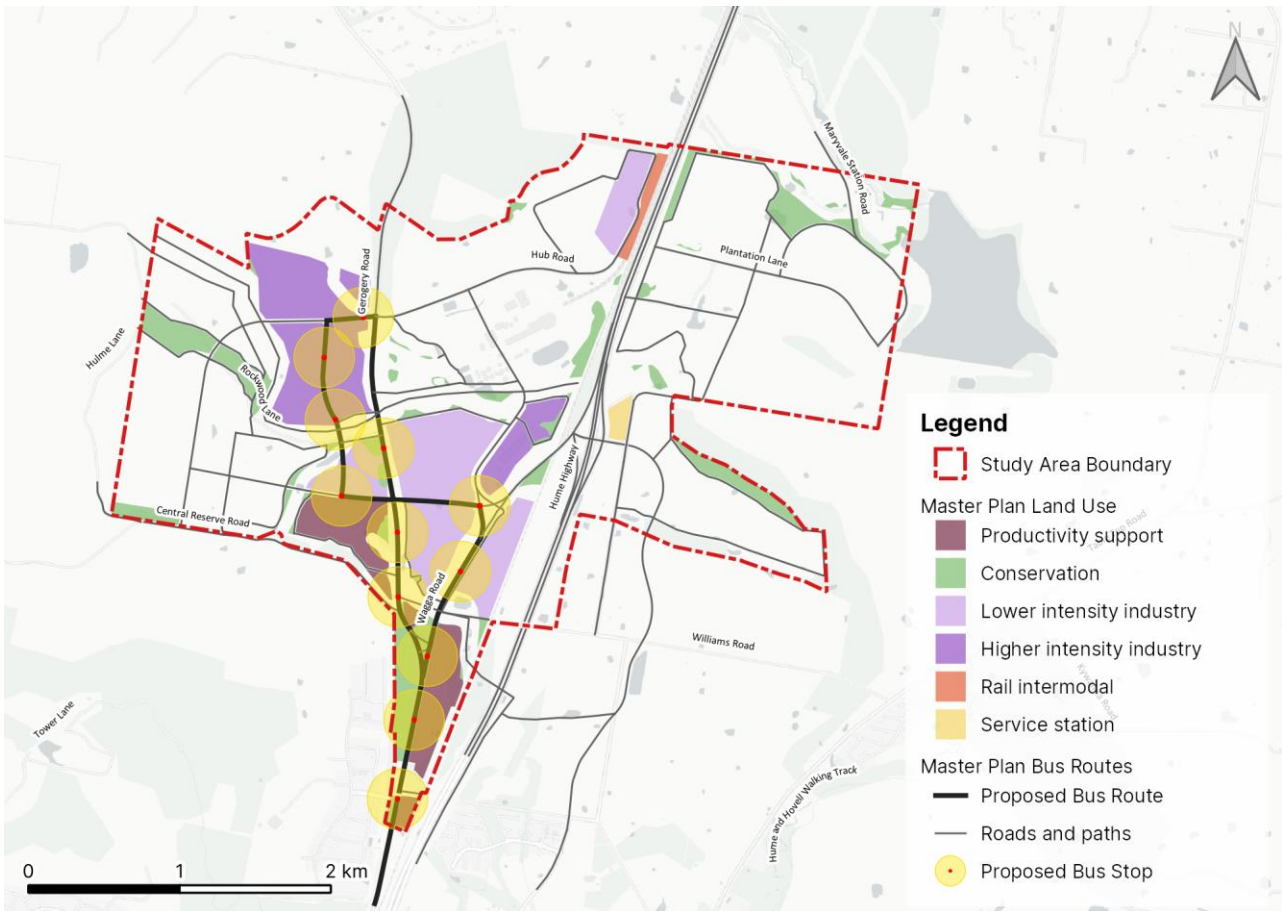 N
Maryvale Station Road
Gerogery Road
Hub Road
Plantation Lane
Hulme Lane
Rockwood Lane
Hume Highway
Central Reserve Road
Wagga Road
Williams Road
Tower Lane
Hume and Hovell Walking Track
Legend
Study Area Boundary
Master Plan Land Use
Productivity support
Conservation
Lower intensity industry
Higher intensity industry
Rail intermodal
Service station
Master Plan Bus Routes
Proposed Bus Route
Roads and paths
Proposed Bus Stop
0 1 2 km